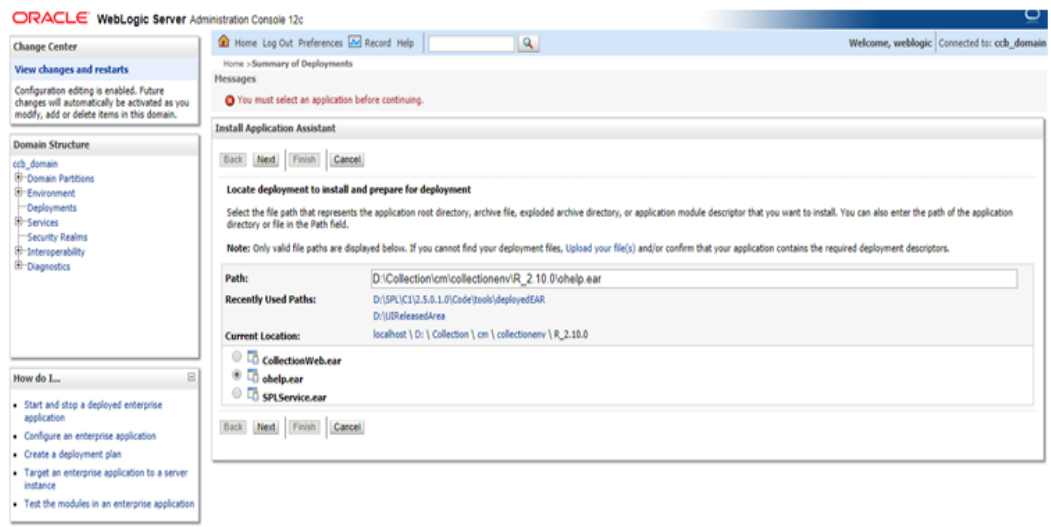 ORACLE WebLogic Server Administration Console 12c
Change Center
View changes and restarts
Configuration editing is enabled. Future
changes will automatically be activated as you
modify, add or delete items in this domain.
Domain Structure
ccb_domain
Domain Partitions
Environment
Deployments
Services
Security Realms
Interoperability
Diagnostics
How do I...
Start and stop a deployed enterprise
application
Configure an enterprise application
Create a deployment plan
Target an enterprise application to a server
instance
Test the modules in an enterprise application
Home Log Out Preferences Record Help
Welcome, weblogic Connected to: ccb_domain
Home >Summary of Deployments
Messages
You must select an application before continuing.
Install Application Assistant
Back Next Finish Cancel
Locate deployment to install and prepare for deployment
Select the file path that represents the application root directory, archive file, exploded archive directory, or application module descriptor that you want to install. You can also enter the path of the application
directory or file in the Path field.
Note: Only valid file paths are displayed below. If you cannot find your deployment files, Upload your file(s) and/or confirm that your application contains the required deployment descriptors.
Path: D:\Collection\cm\collectionenv\R_2.10.0\ohelp.ear
Recently Used Paths: D:\SPL\C1\2.5.0.1.0\Code\tools\deployedEAR
D:\UIReleasedArea
Current Location: localhost \ D: \ Collection \ cm \ collectionenv \ R_2.10.0
CollectionWeb.ear
ohelp.ear
SPLService.ear
Back Next Finish Cancel